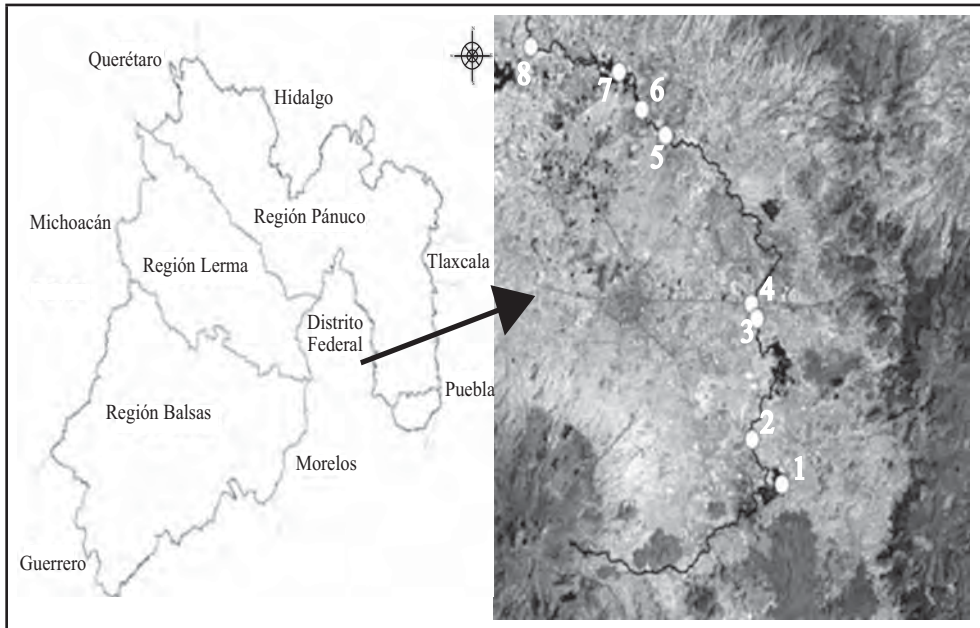 Querétaro
Hidalgo
Michoacán
Región Pánuco
Región Lerma
Tlaxcala
Distrito
Federal
Puebla
Región Balsas
Morelos
Guerrero
8
7
6
5
4
3
2
1